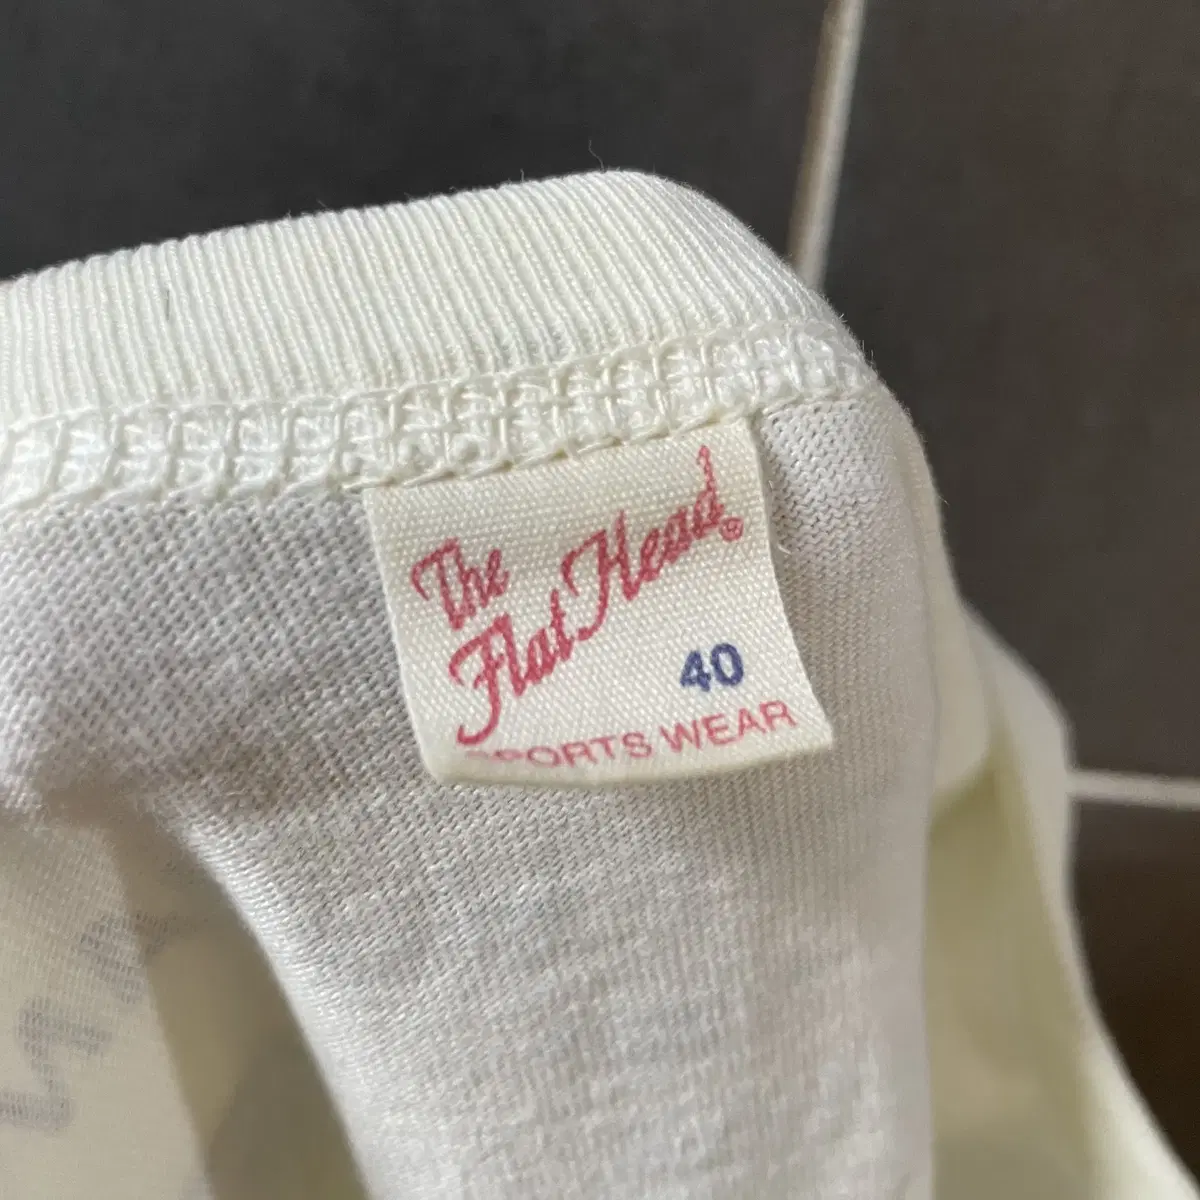 The
Flat Head®
40
SPORTS WEAR